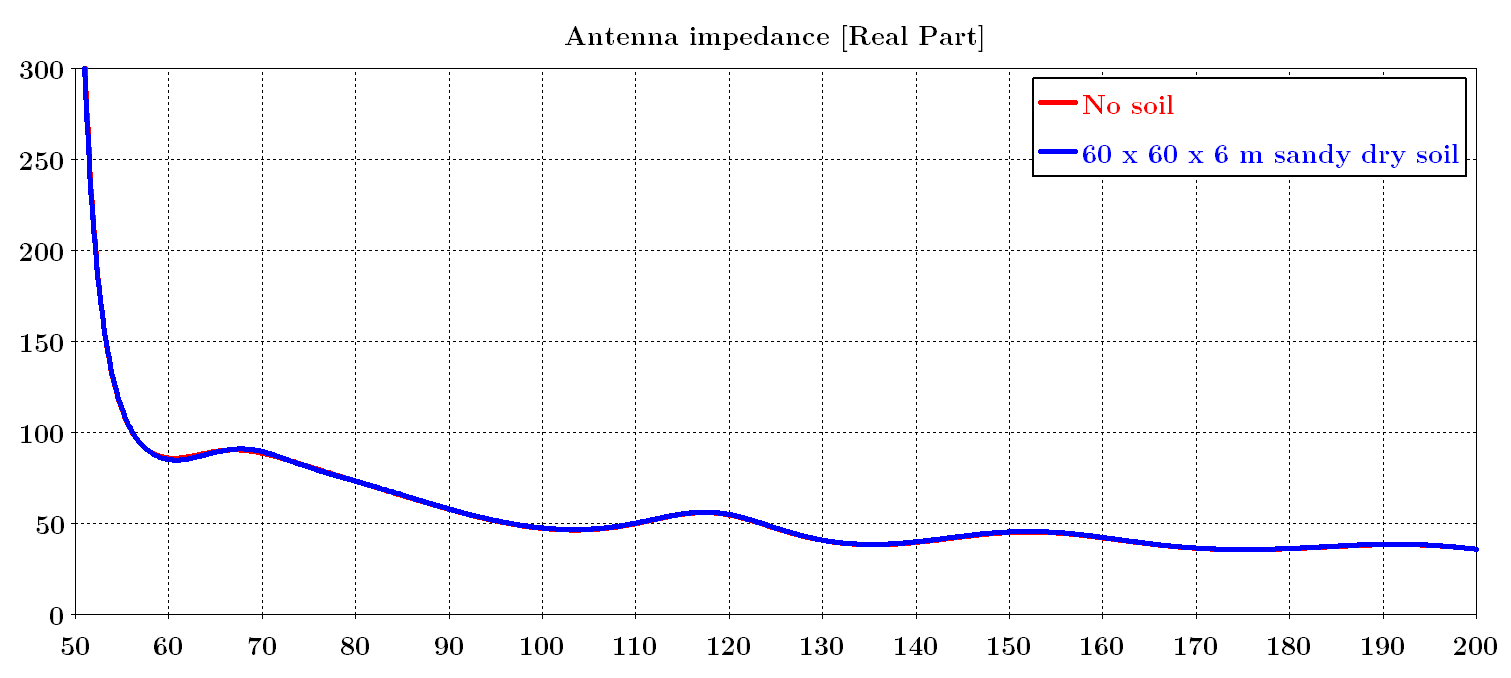 Antenna impedance [Real Part]
300
250
200
150
100
50
0
50 60 70 80 90 100 110 120 130 140 150 160 170 180 190 200
No soil
60 x 60 x 6 m sandy dry soil